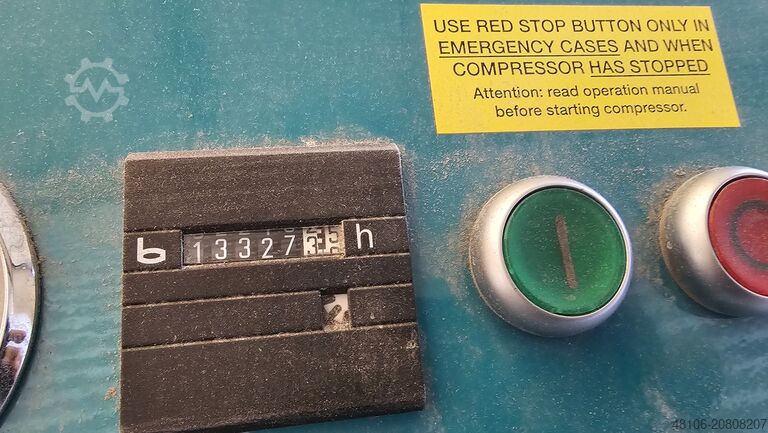 USE RED STOP BUTTON ONLY IN
EMERGENCY CASES AND WHEN
COMPRESSOR HAS STOPPED
Attention: read operation manual
before starting compressor.
13327 35 h
48106-20808207